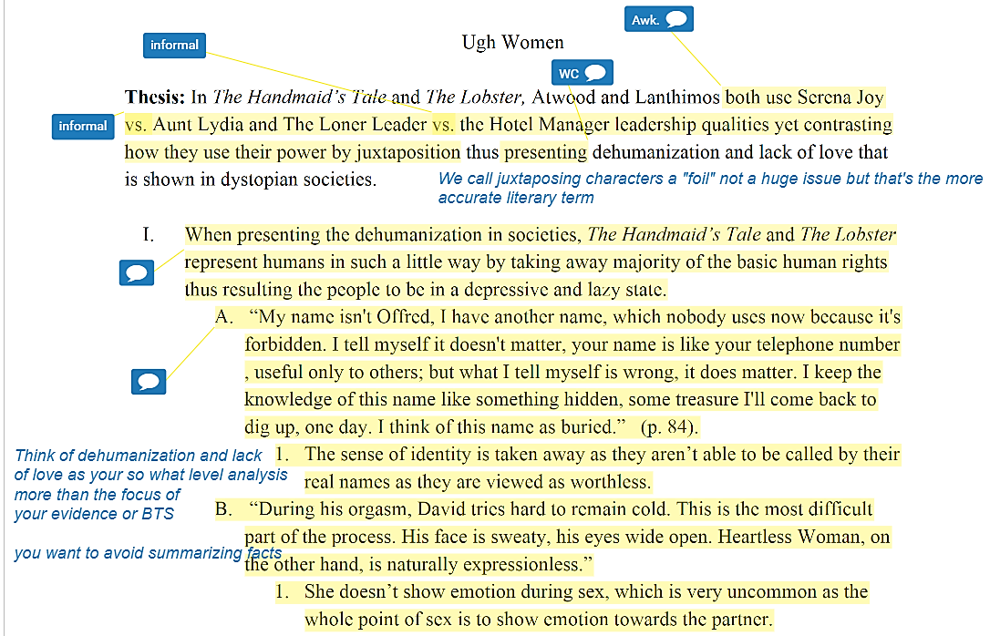 Awk.
informal
Ugh Women
WC
Thesis: In The Handmaid's Tale and The Lobster, Atwood and Lanthimos both use Serena Joy
informal
vs. Aunt Lydia and The Loner Leader vs. the Hotel Manager leadership qualities yet contrasting
how they use their power by juxtaposition thus presenting dehumanization and lack of love that
is shown in dystopian societies.
We call juxtaposing characters a "foil" not a huge issue but that's the more
accurate literary term
I. When presenting the dehumanization in societies, The Handmaid's Tale and The Lobster
represent humans in such a little way by taking away majority of the basic human rights
thus resulting the people to be in a depressive and lazy state.
A. “My name isn't Offred, I have another name, which nobody uses now because it's
forbidden. I tell myself it doesn't matter, your name is like your telephone number
, useful only to others; but what I tell myself is wrong, it does matter. I keep the
knowledge of this name like something hidden, some treasure I'll come back to
dig up, one day. I think of this name as buried.” (p. 84).
Think of dehumanization and lack
of love as your so what level analysis
more than the focus of
your evidence or BTS
you want to avoid summarizing facts
1. The sense of identity is taken away as they aren’t able to be called by their
real names as they are viewed as worthless.
B. “During his orgasm, David tries hard to remain cold. This is the most difficult
part of the process. His face is sweaty, his eyes wide open. Heartless Woman, on
the other hand, is naturally expressionless.”
1. She doesn’t show emotion during sex, which is very uncommon as the
whole point of sex is to show emotion towards the partner.